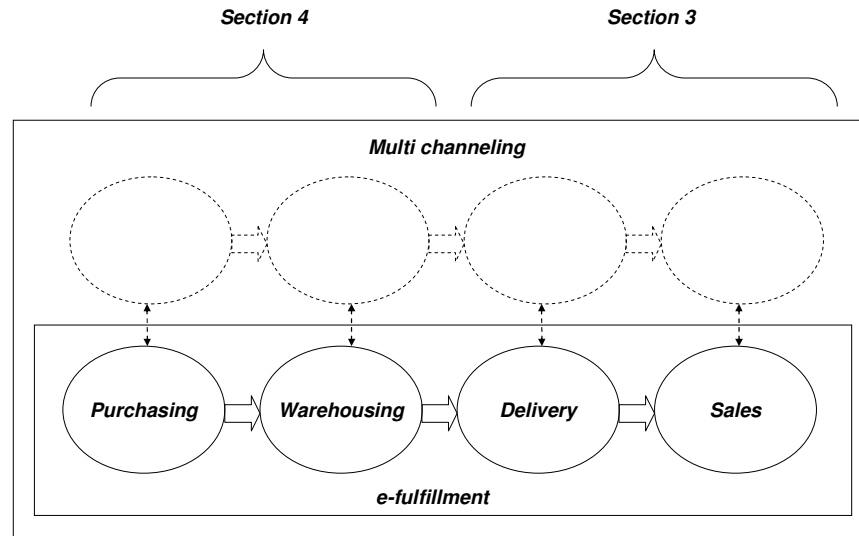 Section 4 Section 3
Multi channeling
Purchasing Warehousing Delivery Sales
e-fulfillment